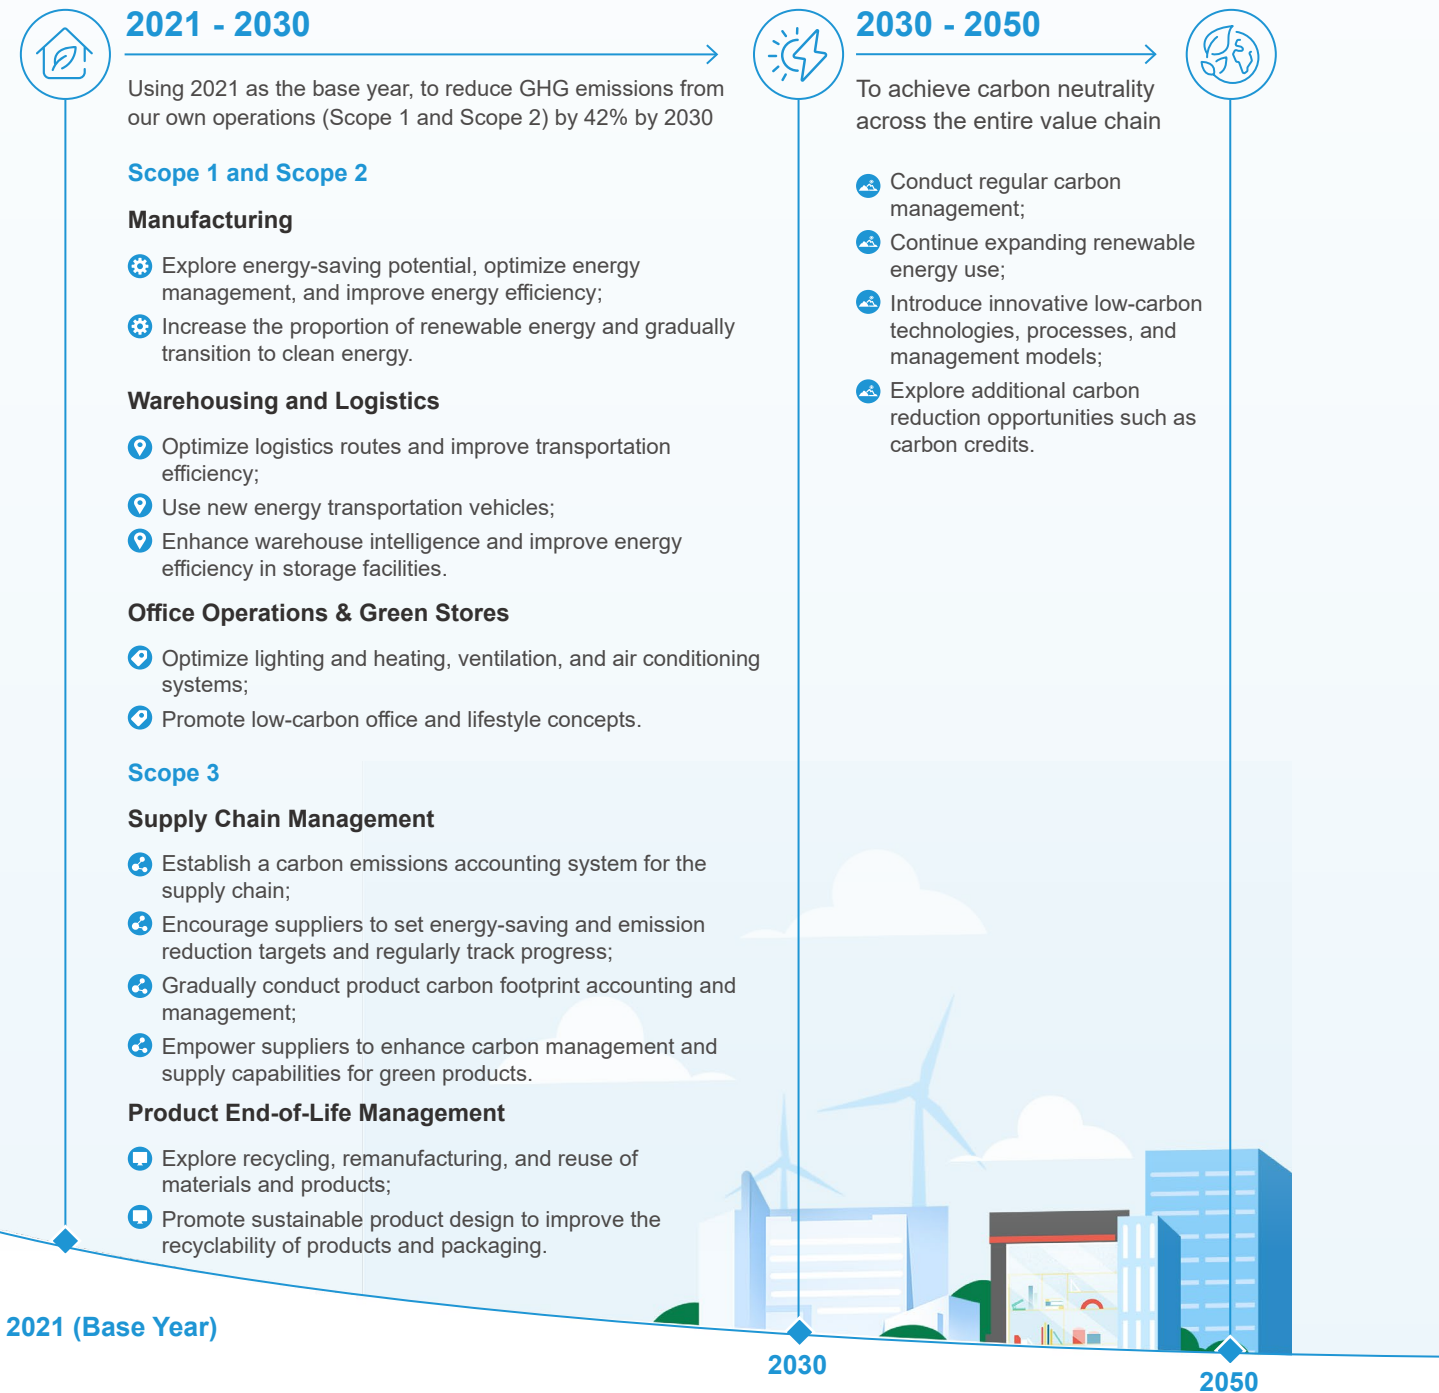 2021 - 2030
Using 2021 as the base year, to reduce GHG emissions from
our own operations (Scope 1 and Scope 2) by 42% by 2030
Scope 1 and Scope 2
Manufacturing
Explore energy-saving potential, optimize energy
management, and improve energy efficiency;
Increase the proportion of renewable energy and gradually
transition to clean energy.
Warehousing and Logistics
Optimize logistics routes and improve transportation
efficiency;
Use new energy transportation vehicles;
Enhance warehouse intelligence and improve energy
efficiency in storage facilities.
Office Operations & Green Stores
Optimize lighting and heating, ventilation, and air conditioning
systems;
Promote low-carbon office and lifestyle concepts.
Scope 3
Supply Chain Management
Establish a carbon emissions accounting system for the
supply chain;
Encourage suppliers to set energy-saving and emission
reduction targets and regularly track progress;
Gradually conduct product carbon footprint accounting and
management;
Empower suppliers to enhance carbon management and
supply capabilities for green products.
Product End-of-Life Management
Explore recycling, remanufacturing, and reuse of
materials and products;
Promote sustainable product design to improve the
recyclability of products and packaging.
2030 - 2050
To achieve carbon neutrality
across the entire value chain
Conduct regular carbon
management;
Continue expanding renewable
energy use;
Introduce innovative low-carbon
technologies, processes, and
management models;
Explore additional carbon
reduction opportunities such as
carbon credits.
2021 (Base Year)
2030
2050